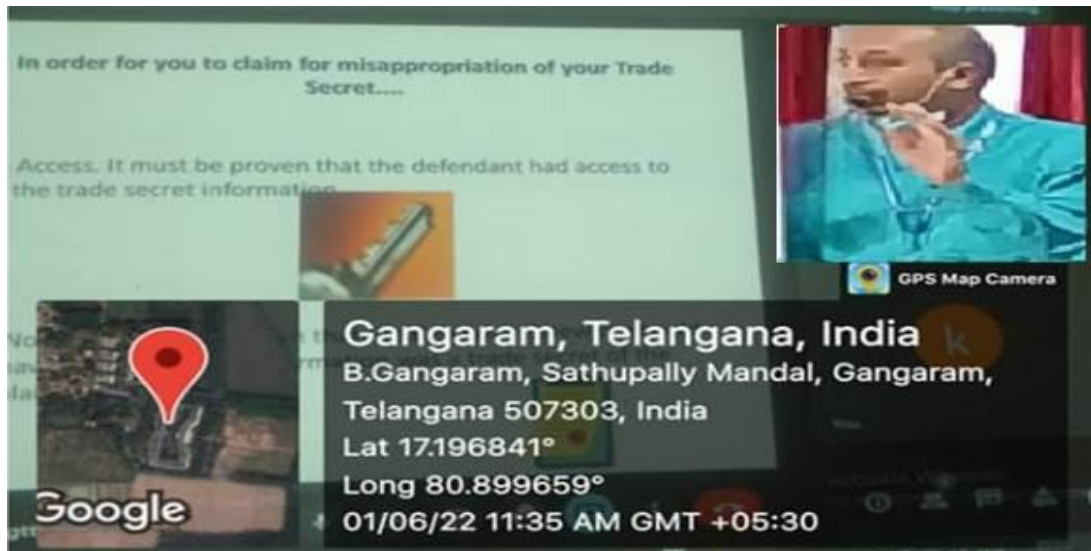 In order for you to claim for misappropriation of your Trade
Secret....
Access. It must be proven that the defendant had access to
the trade secret information
GPS Map Camera
k
Gangaram, Telangana, India
B.Gangaram, Sathupally Mandal, Gangaram,
Telangana 507303, India
Lat 17.196841°
Long 80.899659°
01/06/22 11:35 AM GMT +05:30
Google
You